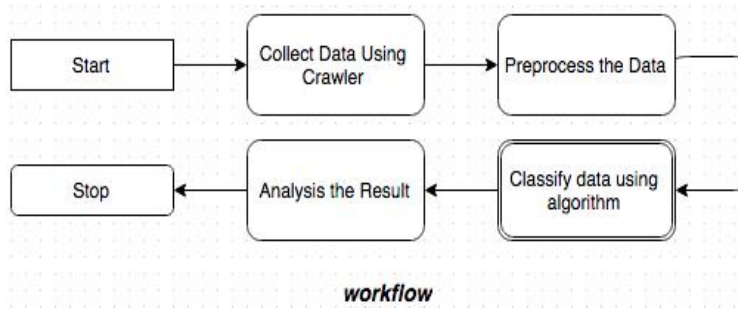 Start
Collect Data Using
Crawler
Preprocess the Data
Classify data using
algorithm
Analysis the Result
Stop
workflow